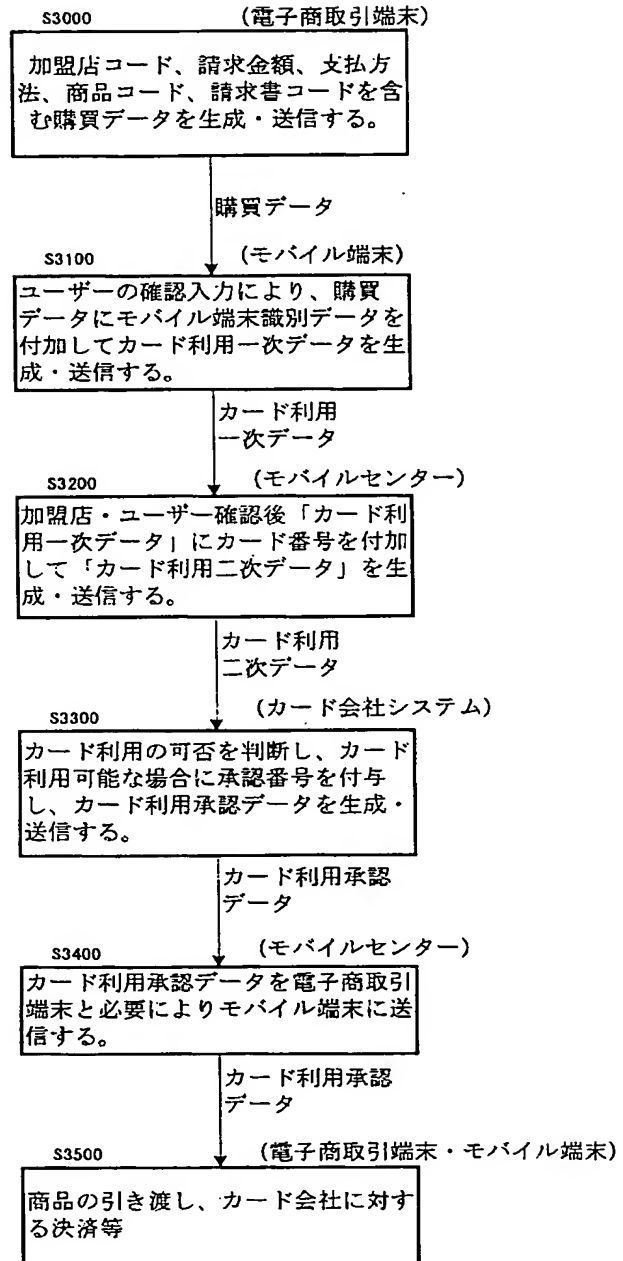 S3000
(電子商取引端末)
加盟店コード、請求金額、支払方
法、商品コード、請求書コードを含
む購買データを生成・送信する。
購買データ
S3100
(モバイル端末)
ユーザーの確認入力により、購買
データにモバイル端末識別データを
付加してカード利用一次データを生
成・送信する。
カード利用
一次データ
S3200
(モバイルセンター)
加盟店・ユーザー確認後「カード利
用一次データ」にカード番号を付加
して「カード利用二次データ」を生
成・送信する。
カード利用
二次データ
S3300
(カード会社システム)
カード利用の可否を判断し、カード
利用可能な場合に承認番号を付与
し、カード利用承認データを生成・
送信する。
カード利用承認
データ
S3400
(モバイルセンター)
カード利用承認データを電子商取引
端末と必要によりモバイル端末に送
信する。
カード利用承認
データ
S3500
(電子商取引端末・モバイル端末)
商品の引き渡し、カード会社に対す
る決済等